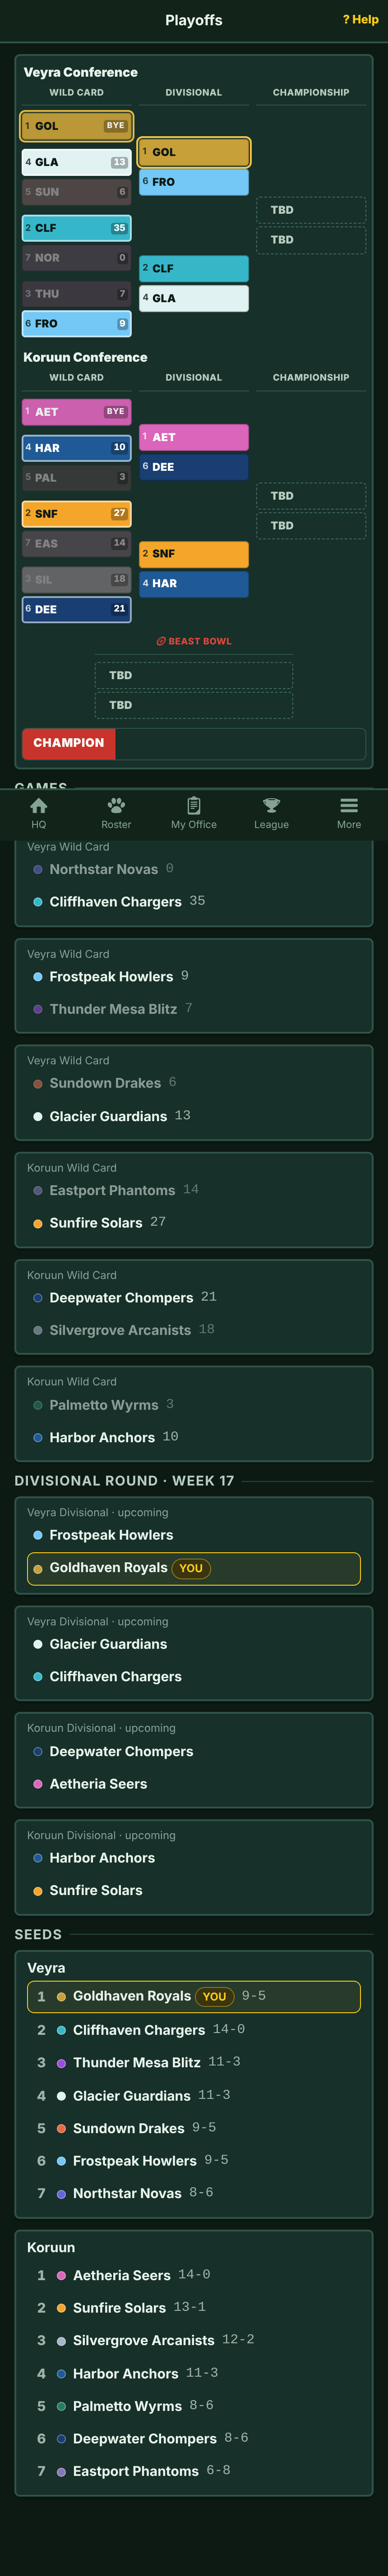 Playoffs
? Help
Veyra Conference
WILD CARD DIVISIONAL CHAMPIONSHIP
1 GOL BYE
4 GLA 13
5 SUN 6
2 CLF 35
7 NOR 0
3 THU 7
6 FRO 9
1 GOL
6 FRO
2 CLF
4 GLA
TBD
TBD
Koruun Conference
WILD CARD DIVISIONAL CHAMPIONSHIP
1 AET BYE
4 HAR 10
5 PAL 3
2 SNF 27
7 EAS 14
3 SIL 18
6 DEE 21
1 AET
6 DEE
2 SNF
4 HAR
TBD
TBD
BEAST BOWL
TBD
TBD
CHAMPION
GAMES
HQ Roster My Office League More
Veyra Wild Card
Northstar Novas 0
Cliffhaven Chargers 35
Veyra Wild Card
Frostpeak Howlers 9
Thunder Mesa Blitz 7
Veyra Wild Card
Sundown Drakes 6
Glacier Guardians 13
Koruun Wild Card
Eastport Phantoms 14
Sunfire Solars 27
Koruun Wild Card
Deepwater Chompers 21
Silvergrove Arcanists 18
Koruun Wild Card
Palmetto Wyrms 3
Harbor Anchors 10
DIVISIONAL ROUND · WEEK 17
Veyra Divisional · upcoming
Frostpeak Howlers
Goldhaven Royals YOU
Veyra Divisional · upcoming
Glacier Guardians
Cliffhaven Chargers
Koruun Divisional · upcoming
Deepwater Chompers
Aetheria Seers
Koruun Divisional · upcoming
Harbor Anchors
Sunfire Solars
SEEDS
Veyra
1 Goldhaven Royals YOU 9-5
2 Cliffhaven Chargers 14-0
3 Thunder Mesa Blitz 11-3
4 Glacier Guardians 11-3
5 Sundown Drakes 9-5
6 Frostpeak Howlers 9-5
7 Northstar Novas 8-6
Koruun
1 Aetheria Seers 14-0
2 Sunfire Solars 13-1
3 Silvergrove Arcanists 12-2
4 Harbor Anchors 11-3
5 Palmetto Wyrms 8-6
6 Deepwater Chompers 8-6
7 Eastport Phantoms 6-8